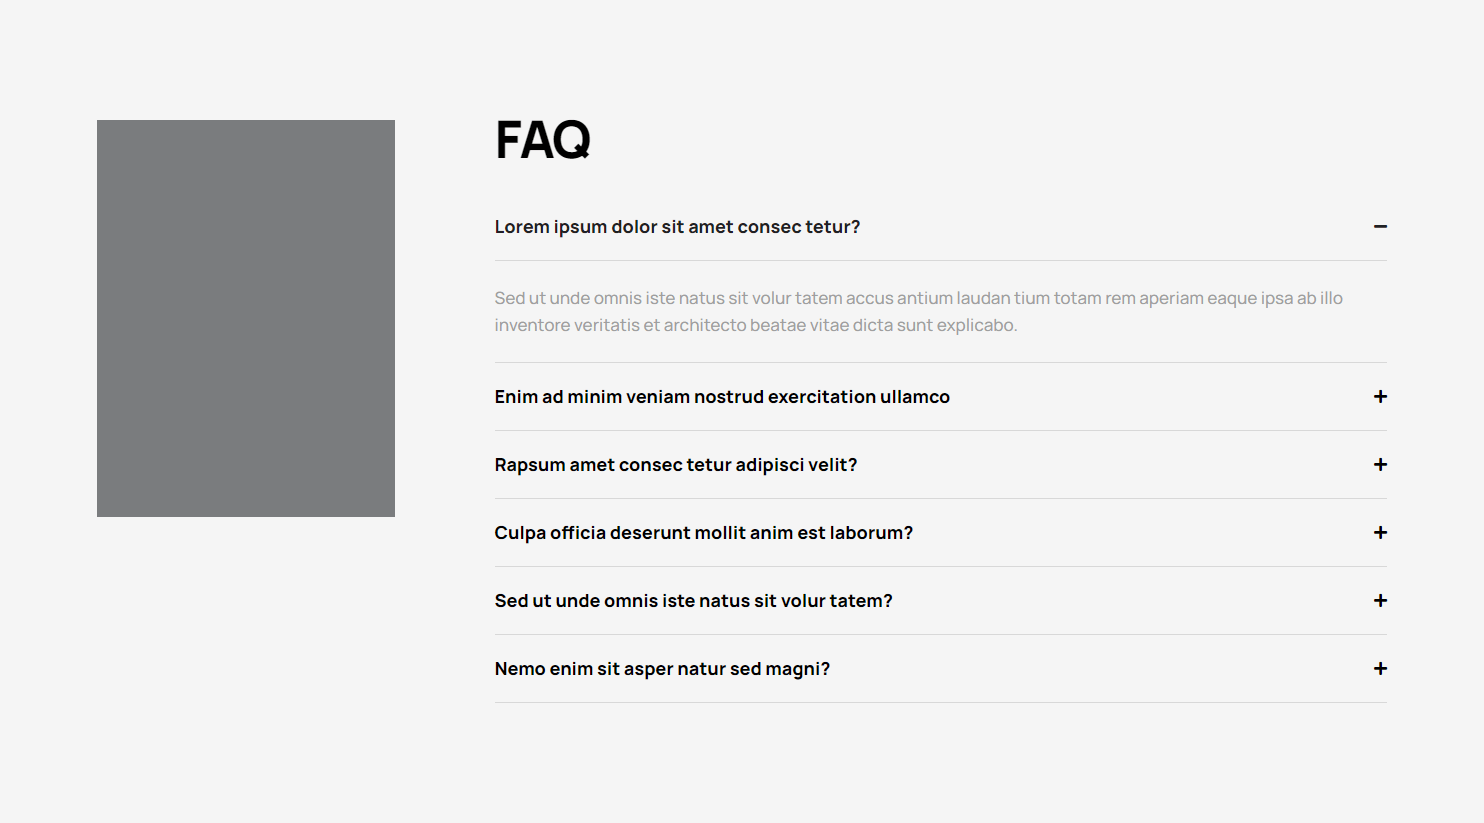 FAQ
Lorem ipsum dolor sit amet consec tetur?
Sed ut unde omnis iste natus sit volur tatem accus antium laudan tium totam rem aperiam eaque ipsa ab illo
inventore veritatis et architecto beatae vitae dicta sunt explicabo.
Enim ad minim veniam nostrud exercitation ullamco
Rapsum amet consec tetur adipisci velit?
Culpa officia deserunt mollit anim est laborum?
Sed ut unde omnis iste natus sit volur tatem?
Nemo enim sit asper natur sed magni?